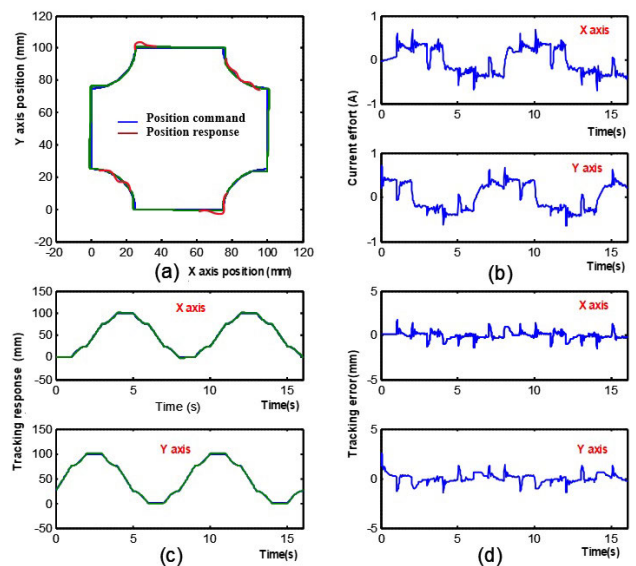 120
100
80
60
40
20
0
-20
Y axis position (mm)
Position command
Position response
-20 0 20 40 60 80 100 120
(a) X axis position (mm)
1
0
-1
X axis
0 5 10 15
Time(s)
Current effort (A)
1
0
-1
Y axis
0 5 10 15
(b) Time(s)
150
100
50
0
-50
X axis
0 5 10 15
Time (s) Time(s)
Tracking response (mm)
150
100
50
0
-50
Y axis
0 5 10 15
(c) Time(s)
5
0
-5
X axis
0 5 10 15
Time(s)
Tracking error(mm)
5
0
5
Y axis
0 5 10 15
(d) Time(s)